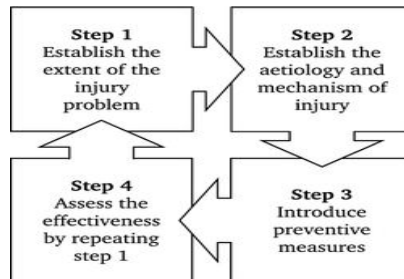 Step 1
Establish the
extent of the
injury
problem
Step 2
Establish the
aetiology and
mechanism of
injury
Step 4
Assess the
effectiveness
by repeating
step 1
Step 3
Introduce
preventive
measures